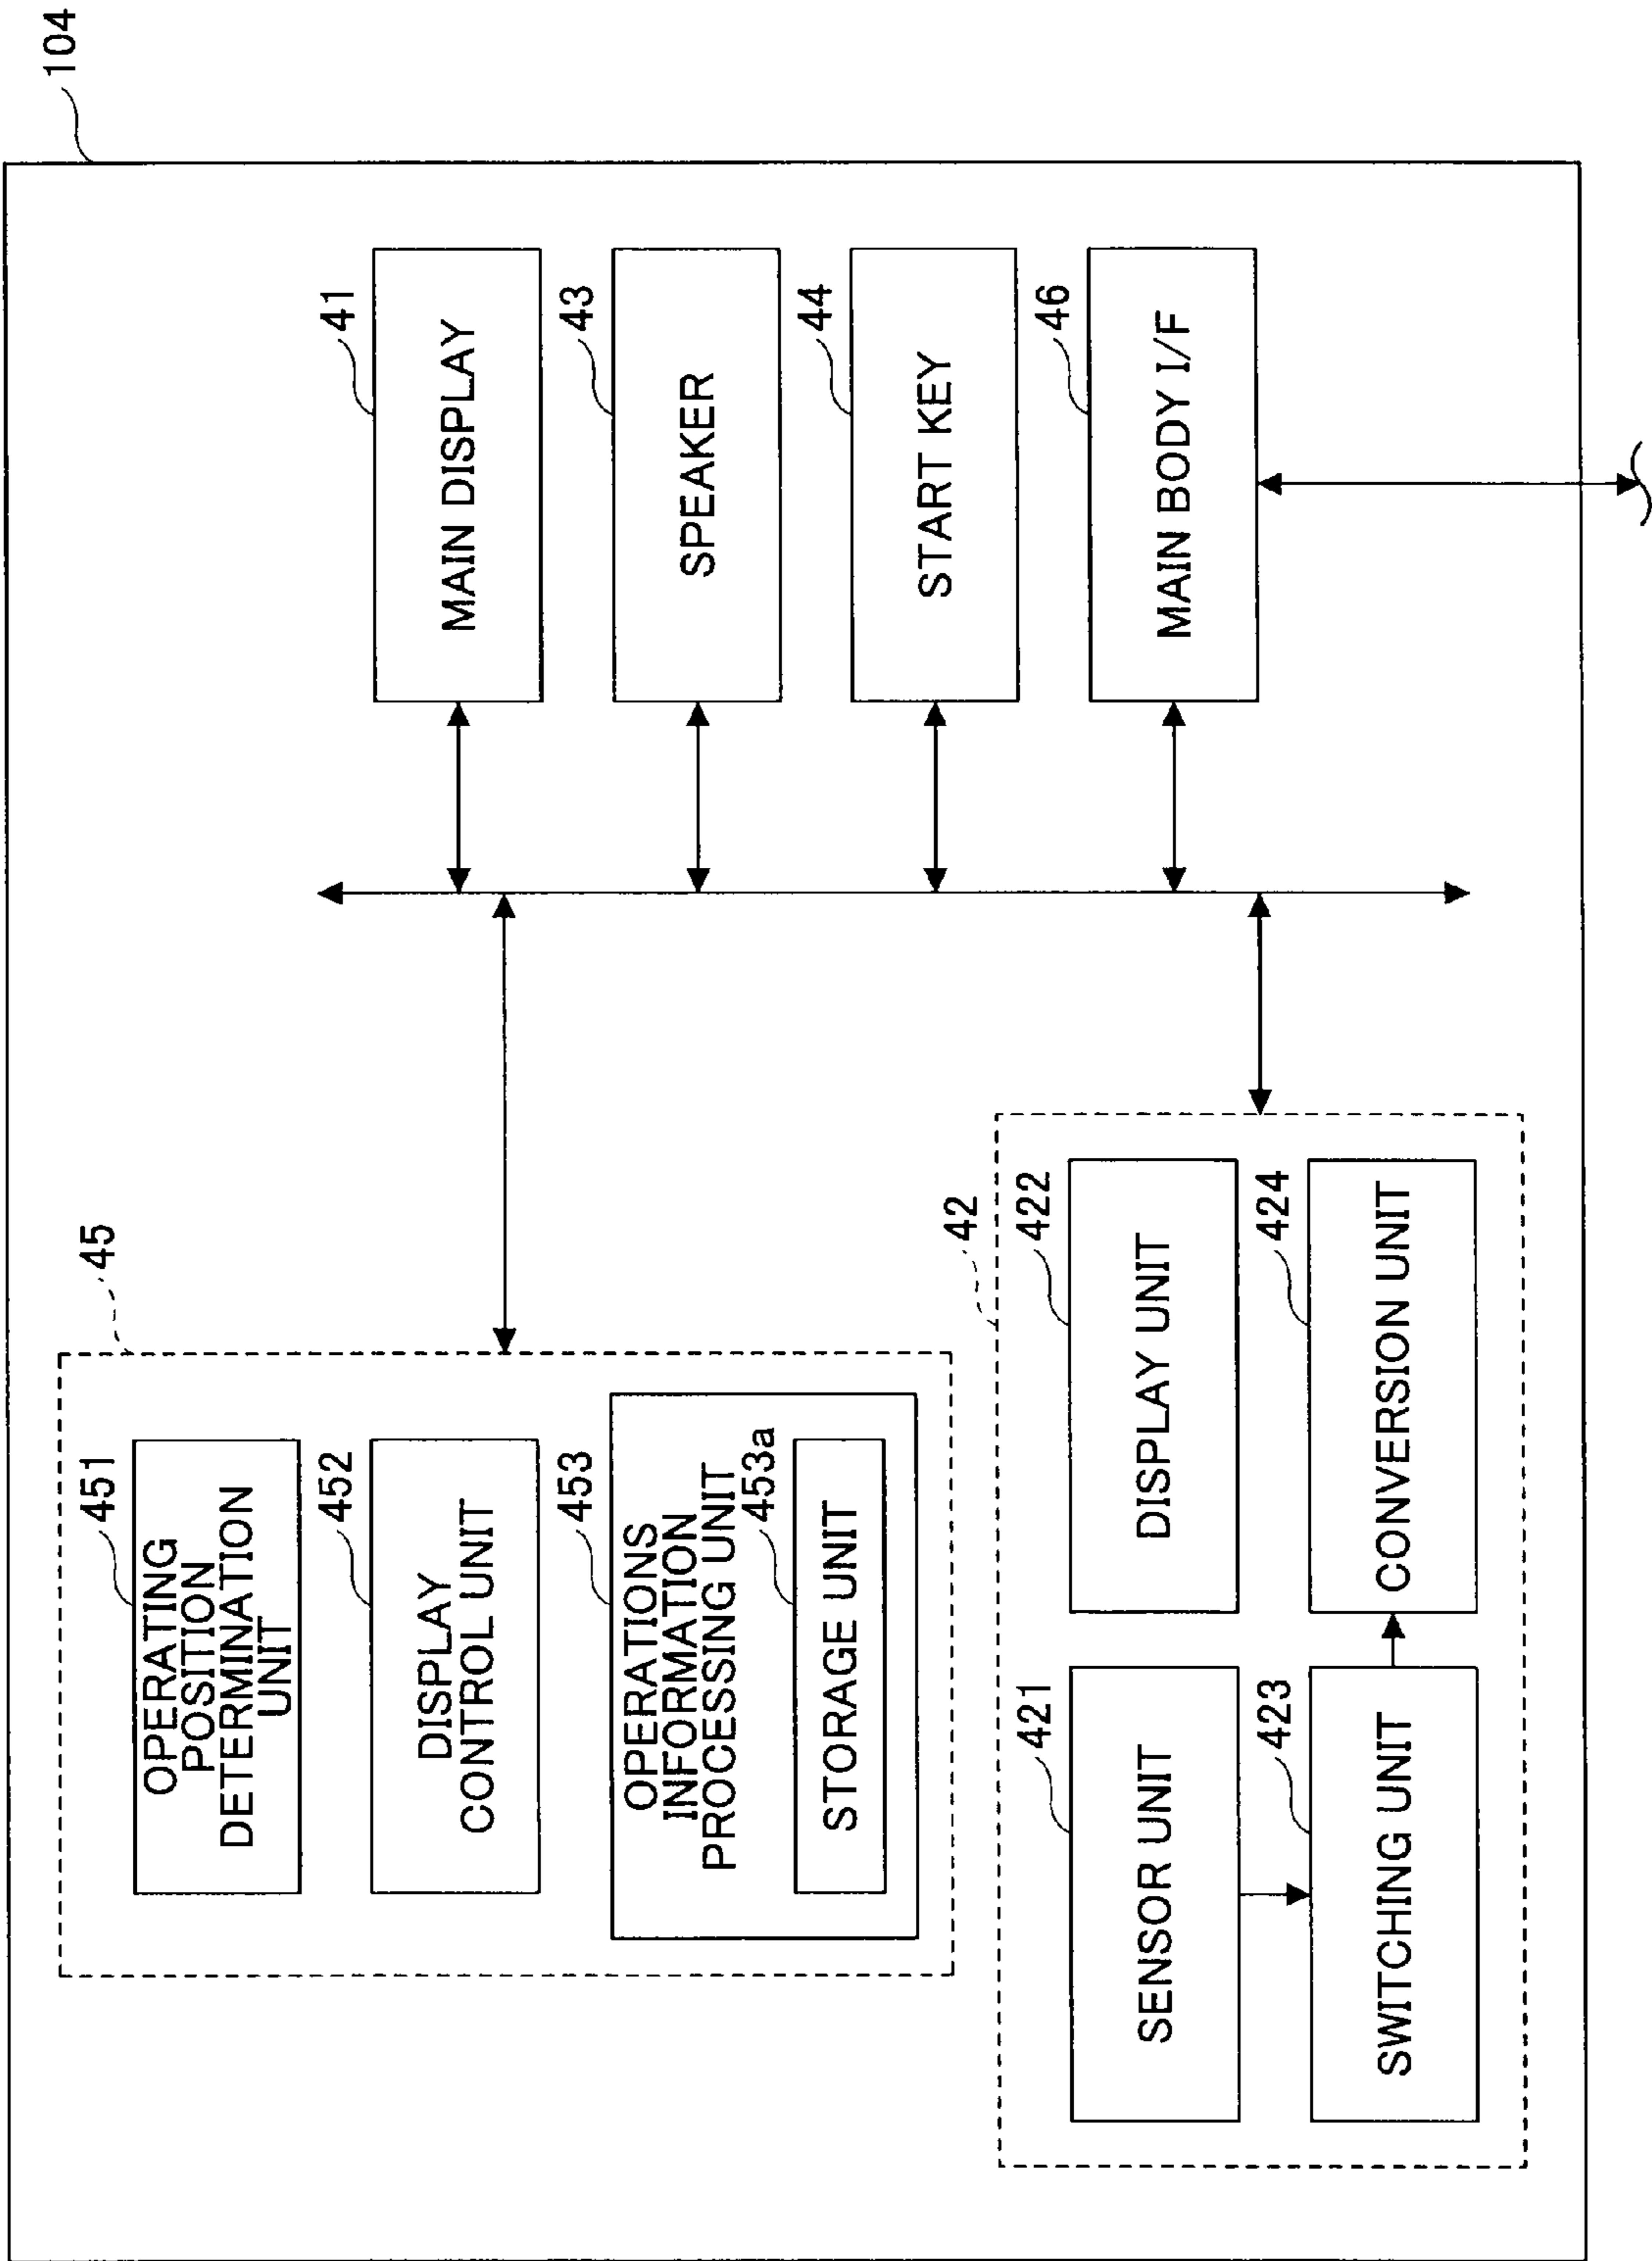 104
45
451
OPERATING
POSITION
DETERMINATION
UNIT
452
DISPLAY
CONTROL UNIT
453
OPERATIONS
INFORMATION
PROCESSING UNIT
453a
STORAGE UNIT
41
MAIN DISPLAY
43
SPEAKER
44
START KEY
46
MAIN BODY I/F
42
421
SENSOR UNIT
422
DISPLAY UNIT
423
SWITCHING UNIT
424
CONVERSION UNIT